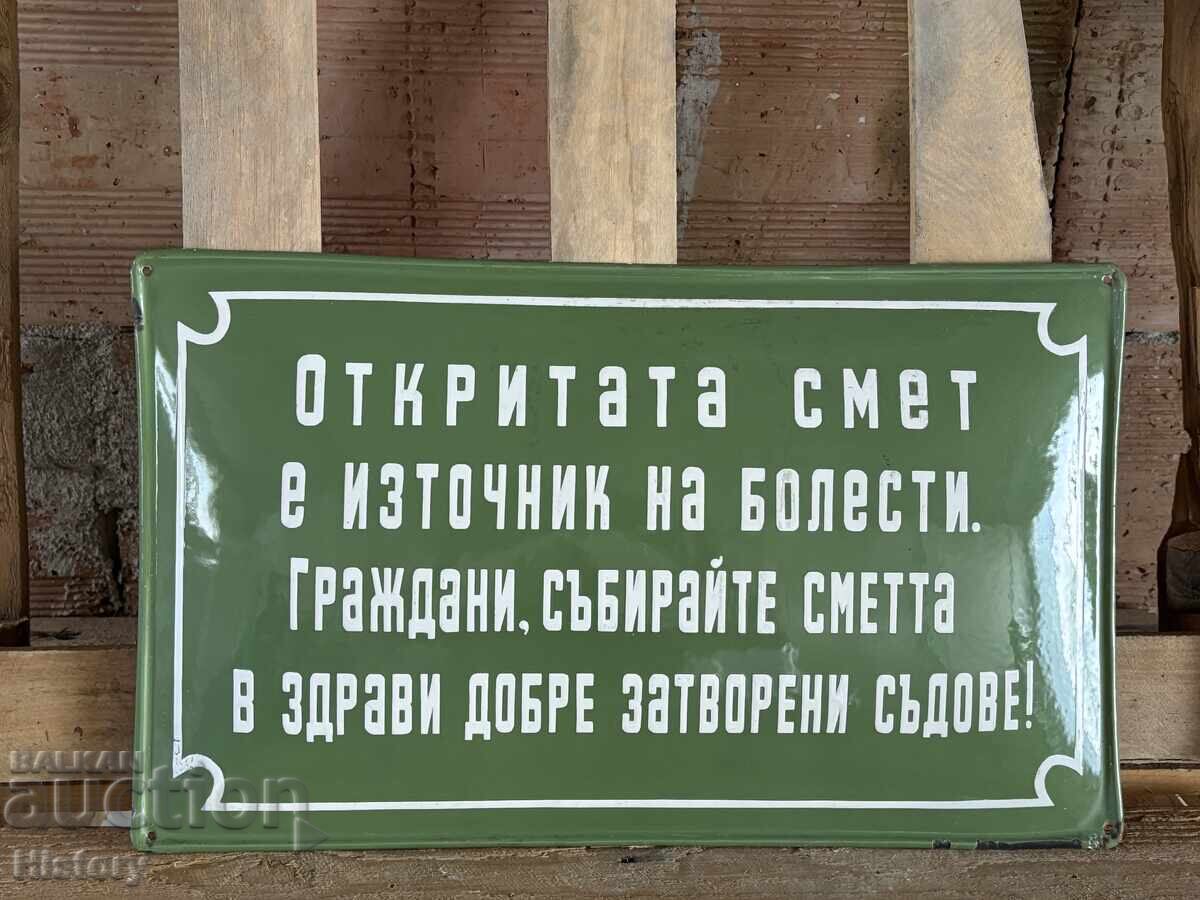 Откритата смет
е източник на болести.
Граждани, събирайте сметта
в здрави добре затворени съдове!
BALKAN
auction
History